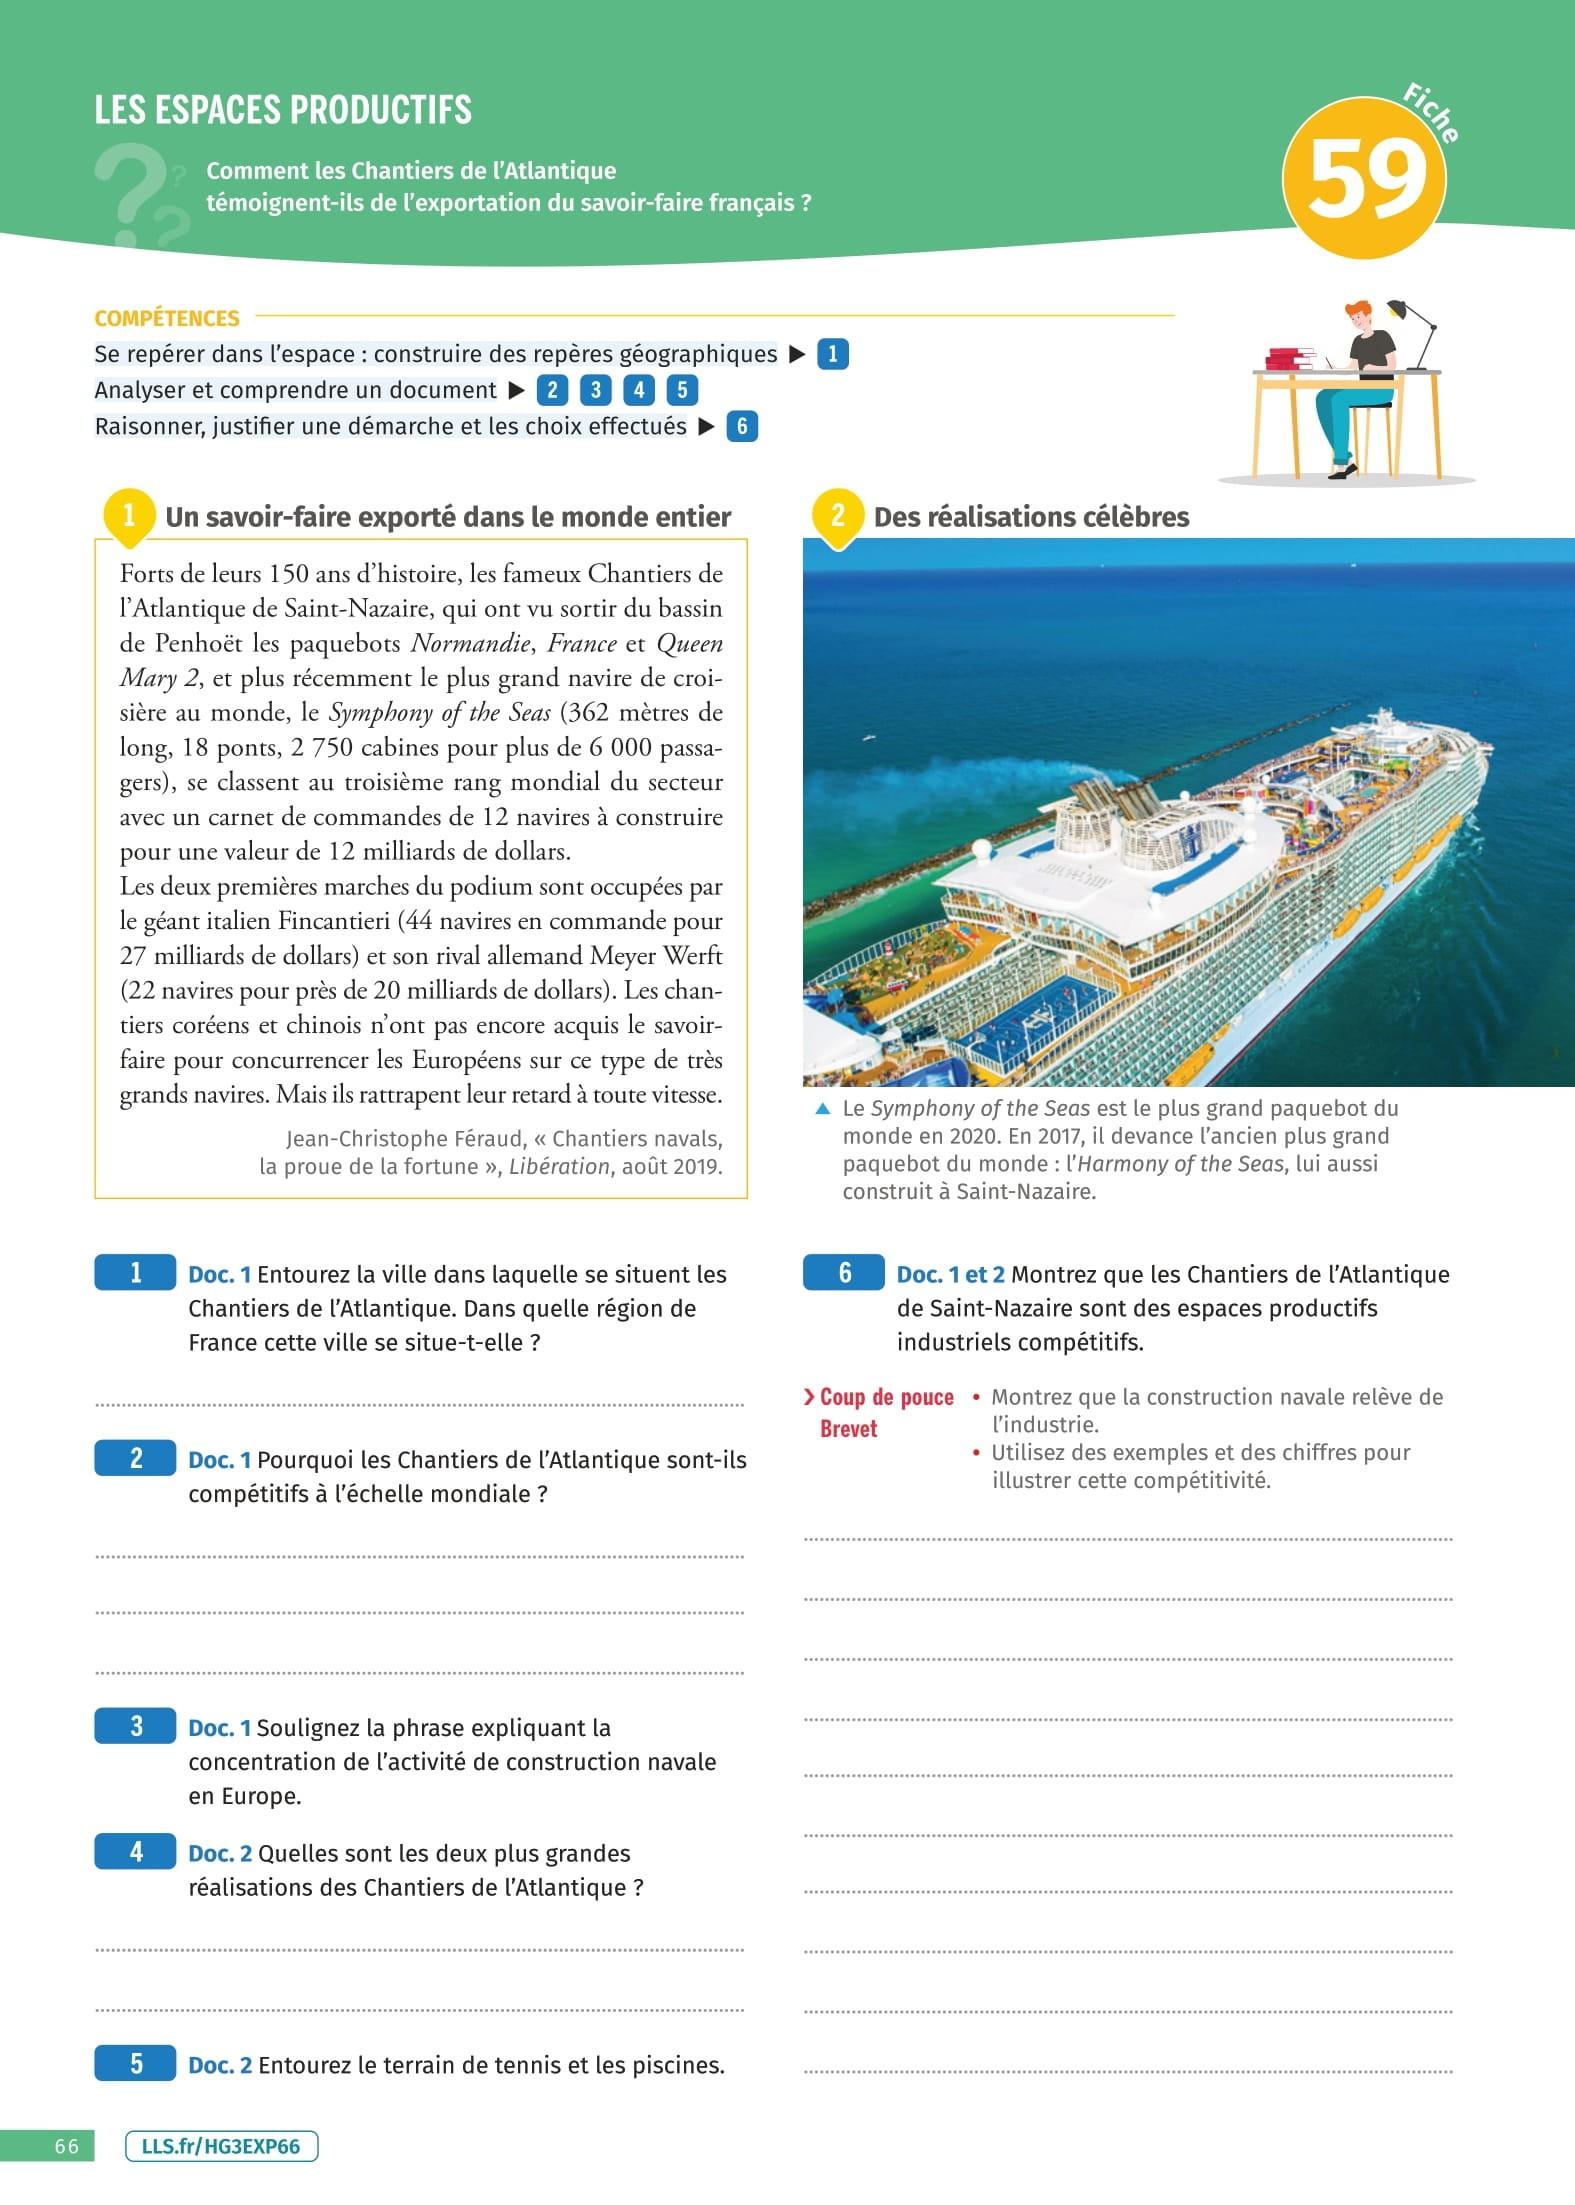 LES ESPACES PRODUCTIFS
Comment les Chantiers de l'Atlantique
témoignent-ils de l'exportation du savoir-faire français ?
Fiche
59
COMPÉTENCES
Se repérer dans l'espace : construire des repères géographiques ▶ 1
Analyser et comprendre un document ▶ 2 3 4 5
Raisonner, justifier une démarche et les choix effectués ▶ 6
1 Un savoir-faire exporté dans le monde entier
Forts de leurs 150 ans d'histoire, les fameux Chantiers de
l'Atlantique de Saint-Nazaire, qui ont vu sortir du bassin
de Penhoët les paquebots Normandie, France et Queen
Mary 2, et plus récemment le plus grand navire de croi-
sière au monde, le Symphony of the Seas (362 mètres de
long, 18 ponts, 2 750 cabines pour plus de 6 000 passa-
gers), se classent au troisième rang mondial du secteur
avec un carnet de commandes de 12 navires à construire
pour une valeur de 12 milliards de dollars.
Les deux premières marches du podium sont occupées par
le géant italien Fincantieri (44 navires en commande pour
27 milliards de dollars) et son rival allemand Meyer Werft
(22 navires pour près de 20 milliards de dollars). Les chan-
tiers coréens et chinois n'ont pas encore acquis le savoir-
faire pour concurrencer les Européens sur ce type de très
grands navires. Mais ils rattrapent leur retard à toute vitesse.
Jean-Christophe Féraud, « Chantiers navals,
la proue de la fortune », Libération, août 2019.
2 Des réalisations célèbres
▲ Le Symphony of the Seas est le plus grand paquebot du
monde en 2020. En 2017, il devance l'ancien plus grand
paquebot du monde : l'Harmony of the Seas, lui aussi
construit à Saint-Nazaire.
1 Doc. 1 Entourez la ville dans laquelle se situent les
Chantiers de l'Atlantique. Dans quelle région de
France cette ville se situe-t-elle ?
2 Doc. 1 Pourquoi les Chantiers de l'Atlantique sont-ils
compétitifs à l'échelle mondiale ?
3 Doc. 1 Soulignez la phrase expliquant la
concentration de l'activité de construction navale
en Europe.
4 Doc. 2 Quelles sont les deux plus grandes
réalisations des Chantiers de l'Atlantique ?
5 Doc. 2 Entourez le terrain de tennis et les piscines.
6 Doc. 1 et 2 Montrez que les Chantiers de l'Atlantique
de Saint-Nazaire sont des espaces productifs
industriels compétitifs.
› Coup de pouce
Brevet
• Montrez que la construction navale relève de
l'industrie.
• Utilisez des exemples et des chiffres pour
illustrer cette compétitivité.
66
LLS.fr/HG3EXP66